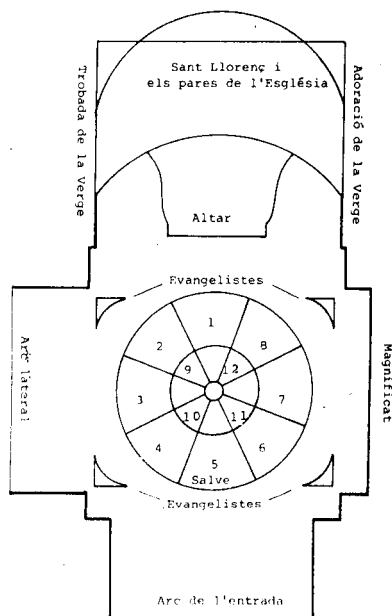 Sant Llorenç i
els pares de l'Església
Trobada de la Verge
Adoració de la Verge
Altar
Evangelistes
1
2
8
9
12
3
7
10
11
4
6
5
Salve
Arc lateral
Magnificat
Evangelistes
Arc de l'entrada